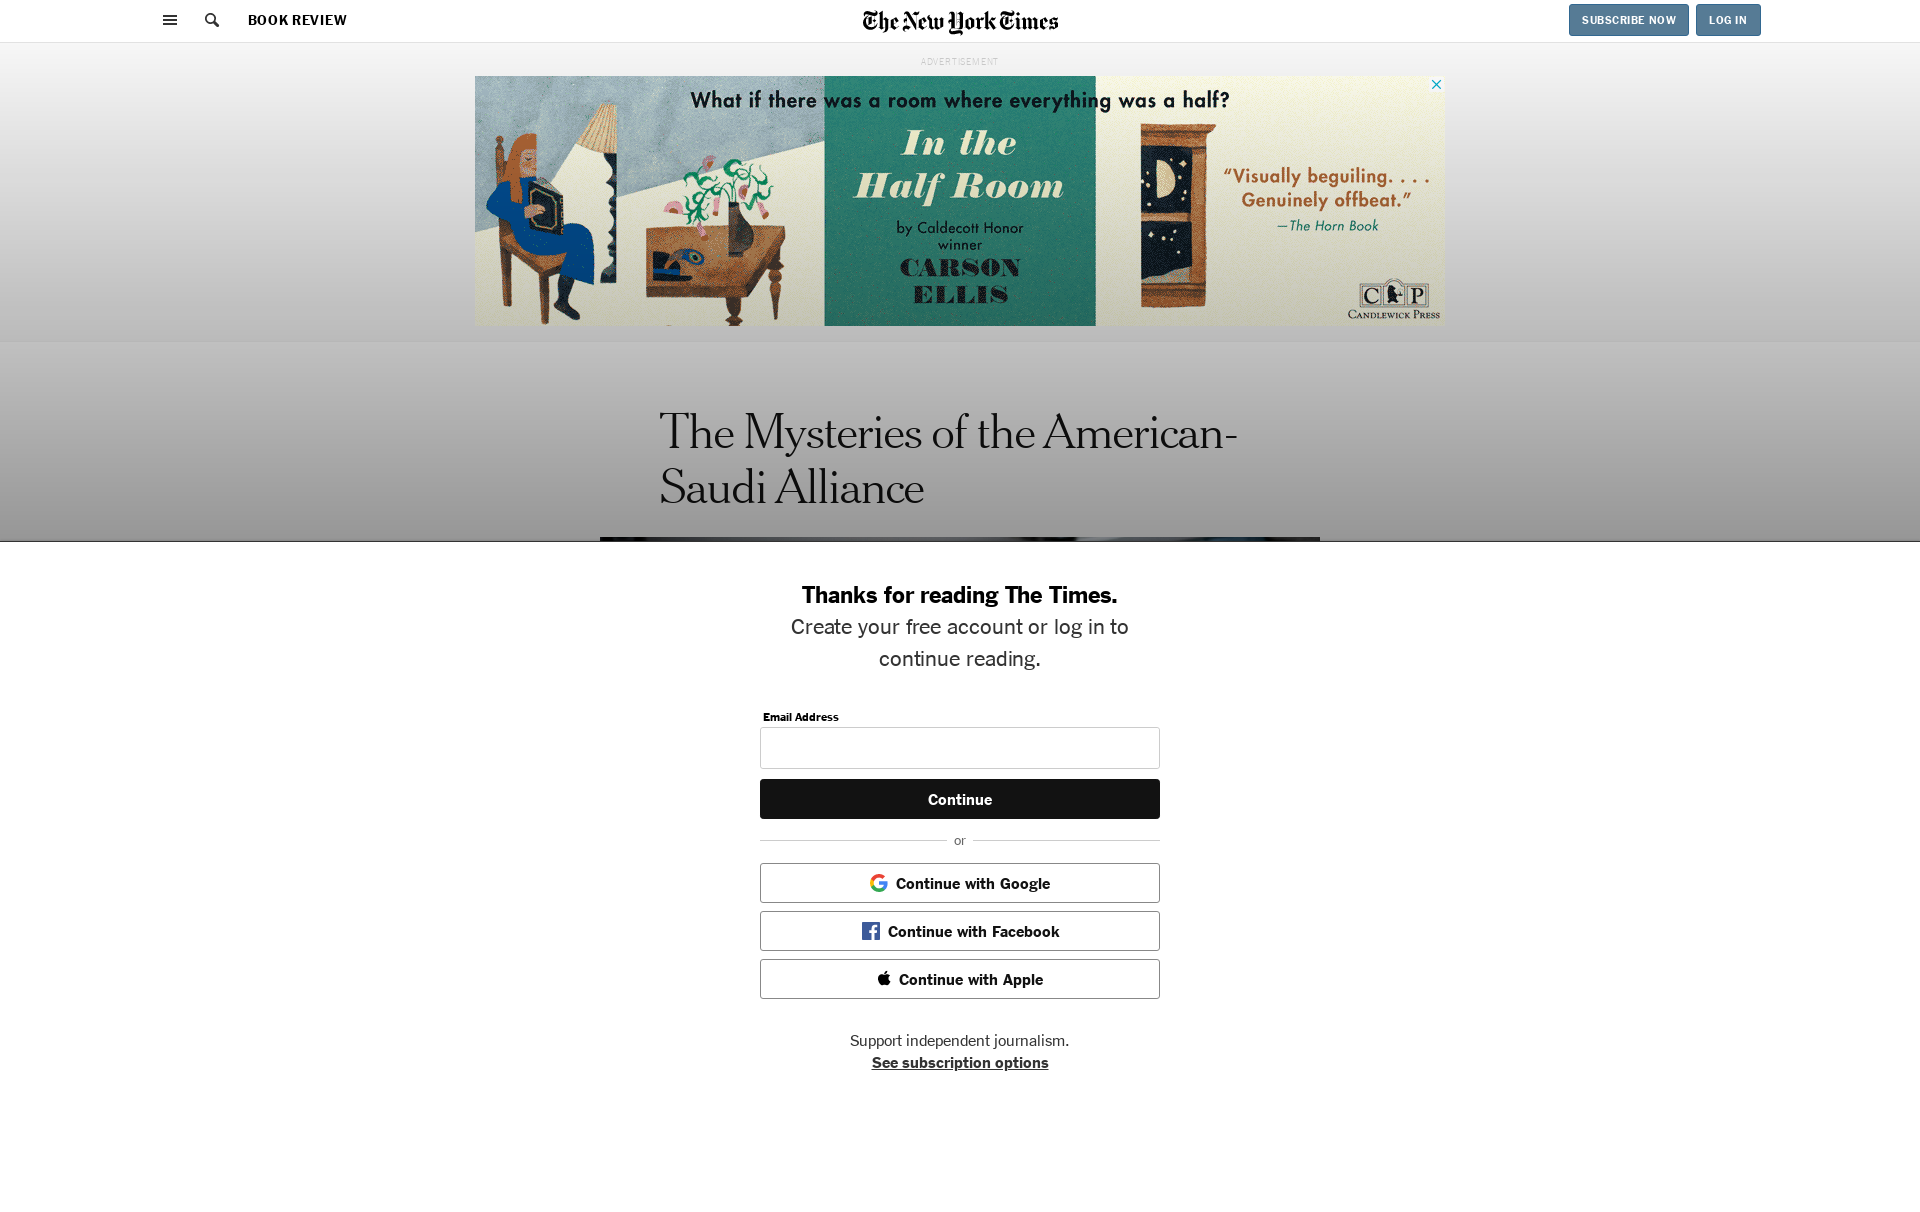 BOOK REVIEW
The New York Times
SUBSCRIBE NOW
LOG IN
ADVERTISEMENT
What if there was a room where everything was a half?
In the
Half Room
by Caldecott Honor
winner
CARSON
ELLIS
“Visually beguiling. . . .
Genuinely offbeat.”
—The Horn Book
C P
CANDLEWICK PRESS
The Mysteries of the American-
Saudi Alliance
Thanks for reading The Times.
Create your free account or log in to
continue reading.
Email Address
Continue
or
Continue with Google
Continue with Facebook
Continue with Apple
Support independent journalism.
See subscription options